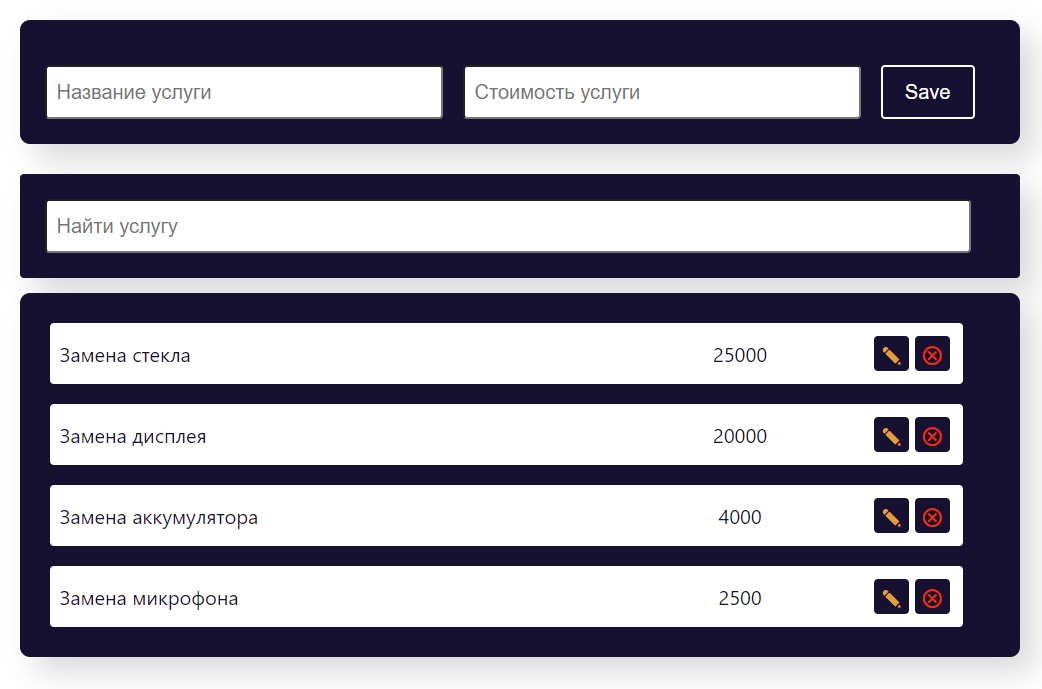 Название услуги Стоимость услуги Save
Найти услугу
Замена стекла 25000
Замена дисплея 20000
Замена аккумулятора 4000
Замена микрофона 2500